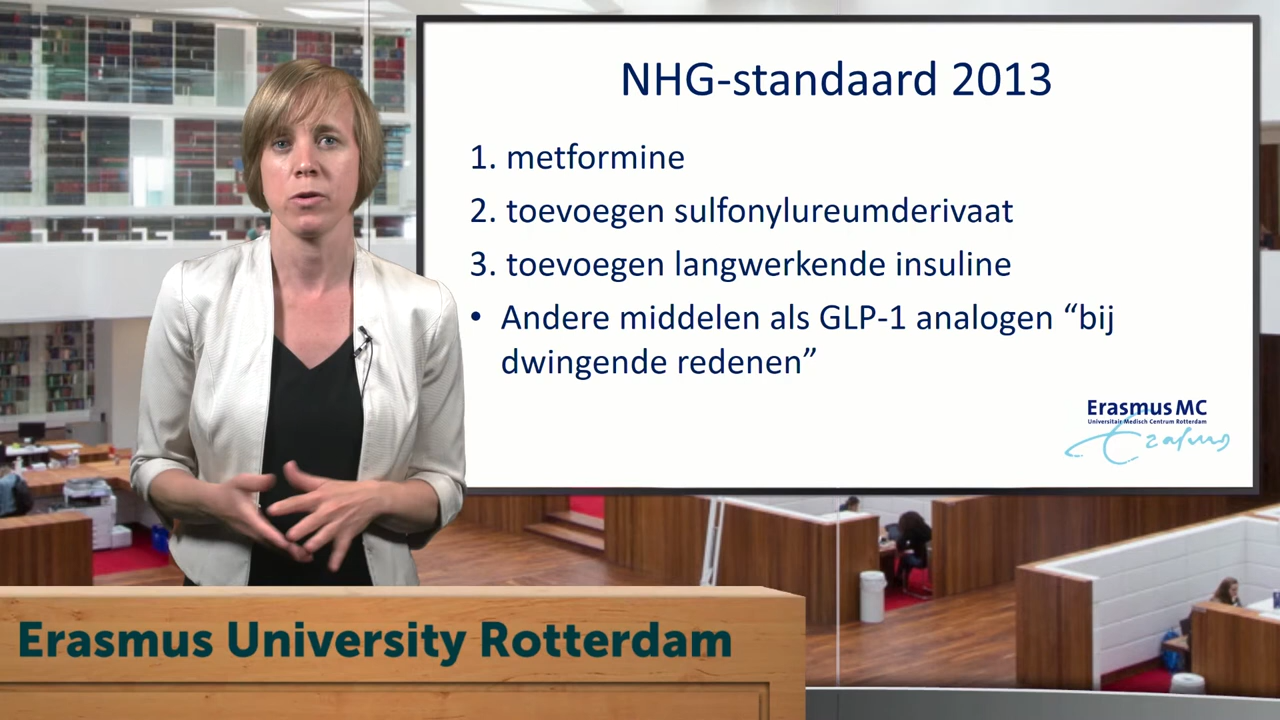 NHG-standaard 2013
1. metformine
2. toevoegen sulfonylureumderivaat
3. toevoegen langwerkende insuline
• Andere middelen als GLP-1 analogen “bij
dwingende redenen”
Erasmus MC
Universitair Medisch Centrum Rotterdam
Erasmus
Erasmus University Rotterdam